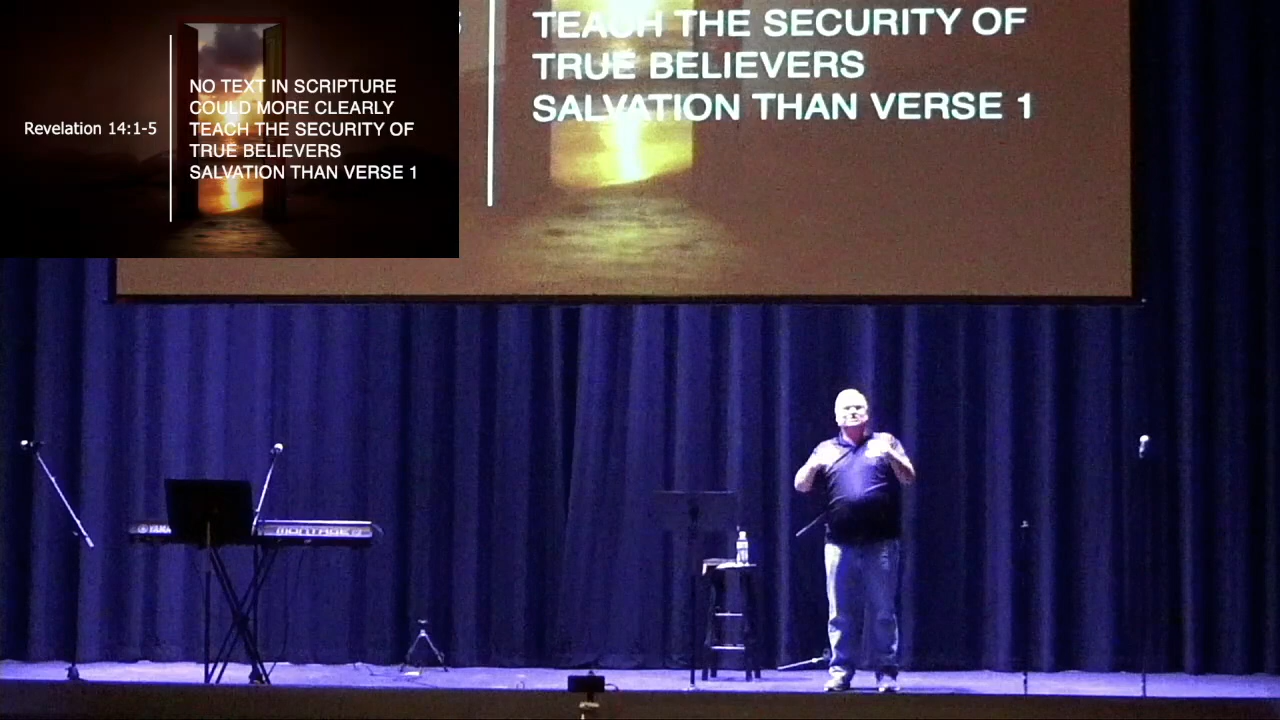 Revelation 14:1-5
NO TEXT IN SCRIPTURE
COULD MORE CLEARLY
TEACH THE SECURITY OF
TRUE BELIEVERS
SALVATION THAN VERSE 1
TEACH THE SECURITY OF
TRUE BELIEVERS
SALVATION THAN VERSE 1
MONTAGE